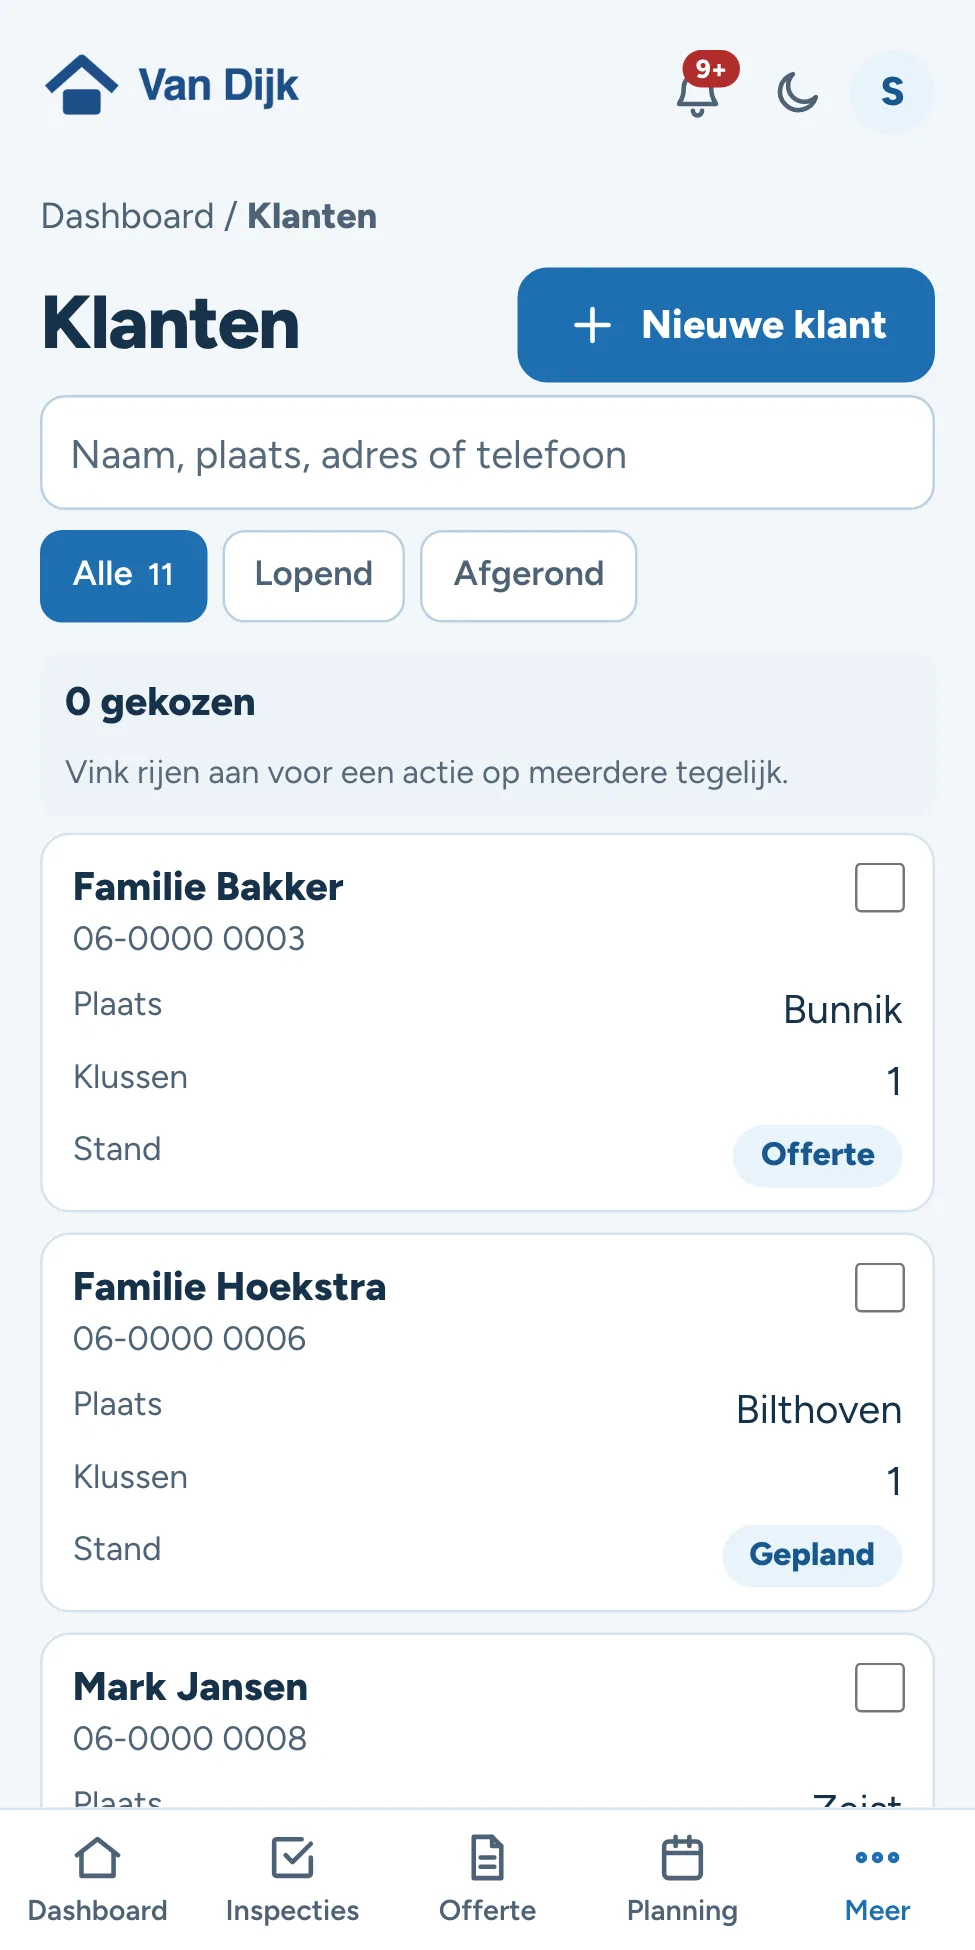 Van Dijk
9+
S
Dashboard / Klanten
Klanten
+ Nieuwe klant
Naam, plaats, adres of telefoon
Alle 11
Lopend
Afgerond
0 gekozen
Vink rijen aan voor een actie op meerdere tegelijk.
Familie Bakker
06-0000 0003
Plaats
Bunnik
Klussen
1
Stand
Offerte
Familie Hoekstra
06-0000 0006
Plaats
Bilthoven
Klussen
1
Stand
Gepland
Mark Jansen
06-0000 0008
Plaats
Zeist
Dashboard
Inspecties
Offerte
Planning
Meer